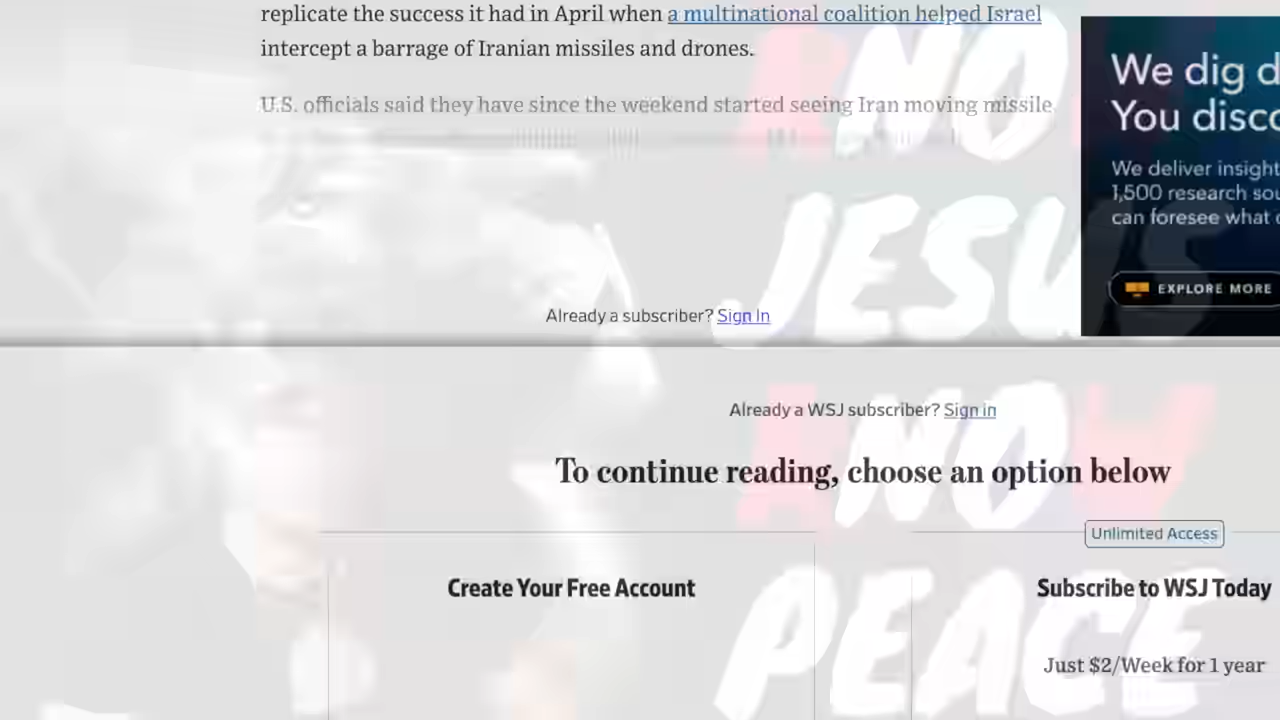 replicate the success it had in April when a multinational coalition helped Israel
intercept a barrage of Iranian missiles and drones.
U.S. officials said they have since the weekend started seeing Iran moving missile
We dig d
You disco
We deliver insight
1,500 research sou
can foresee what
EXPLORE MORE
NO
JESUS
Already a subscriber? Sign In
Already a WSJ subscriber? Sign in
NO
To continue reading, choose an option below
Unlimited Access
Create Your Free Account
Subscribe to WSJ Today
PEACE
Just $2/Week for 1 year